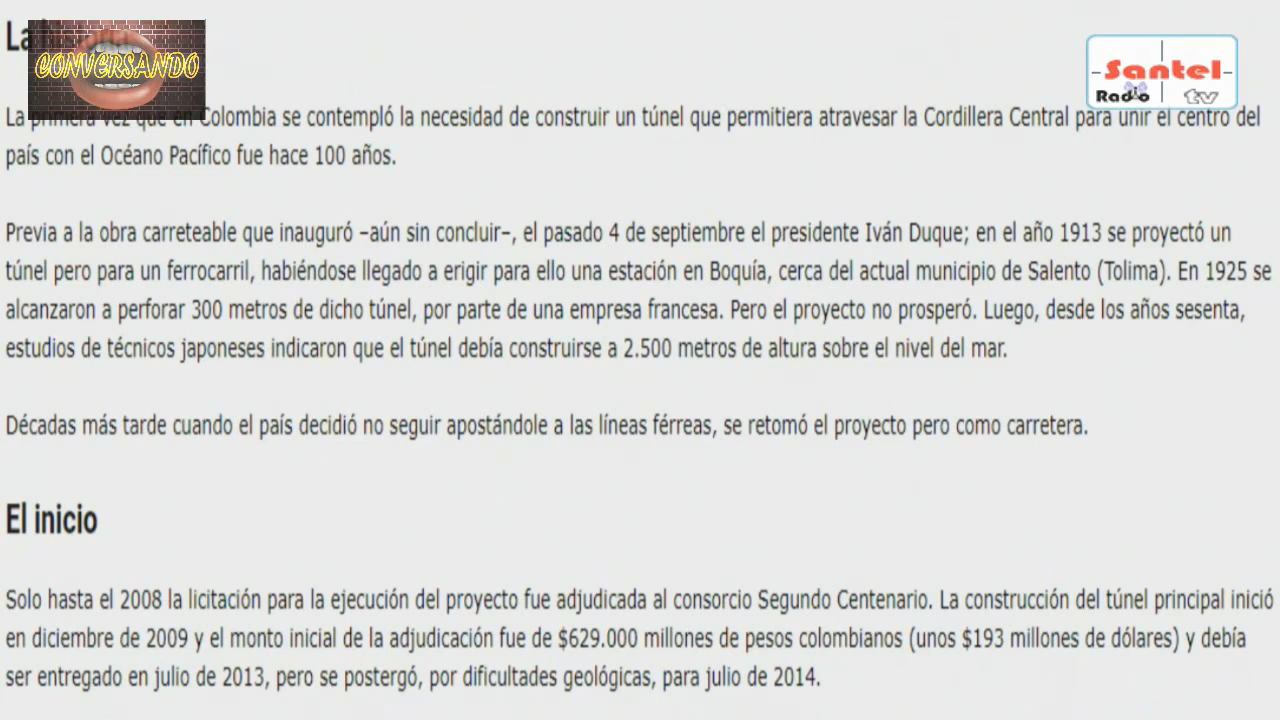 La
CONVERSANDO
Santel
Radio tv
La primera vez que en Colombia se contempló la necesidad de construir un túnel que permitiera atravesar la Cordillera Central para unir el centro del
país con el Océano Pacífico fue hace 100 años.
Previa a la obra carreteable que inauguró –aún sin concluir–, el pasado 4 de septiembre el presidente Iván Duque; en el año 1913 se proyectó un
túnel pero para un ferrocarril, habiéndose llegado a erigir para ello una estación en Boquía, cerca del actual municipio de Salento (Tolima). En 1925 se
alcanzaron a perforar 300 metros de dicho túnel, por parte de una empresa francesa. Pero el proyecto no prosperó. Luego, desde los años sesenta,
estudios de técnicos japoneses indicaron que el túnel debía construirse a 2.500 metros de altura sobre el nivel del mar.
Décadas más tarde cuando el país decidió no seguir apostándole a las líneas férreas, se retomó el proyecto pero como carretera.
El inicio
Solo hasta el 2008 la licitación para la ejecución del proyecto fue adjudicada al consorcio Segundo Centenario. La construcción del túnel principal inició
en diciembre de 2009 y el monto inicial de la adjudicación fue de $629.000 millones de pesos colombianos (unos $193 millones de dólares) y debía
ser entregado en julio de 2013, pero se postergó, por dificultades geológicas, para julio de 2014.